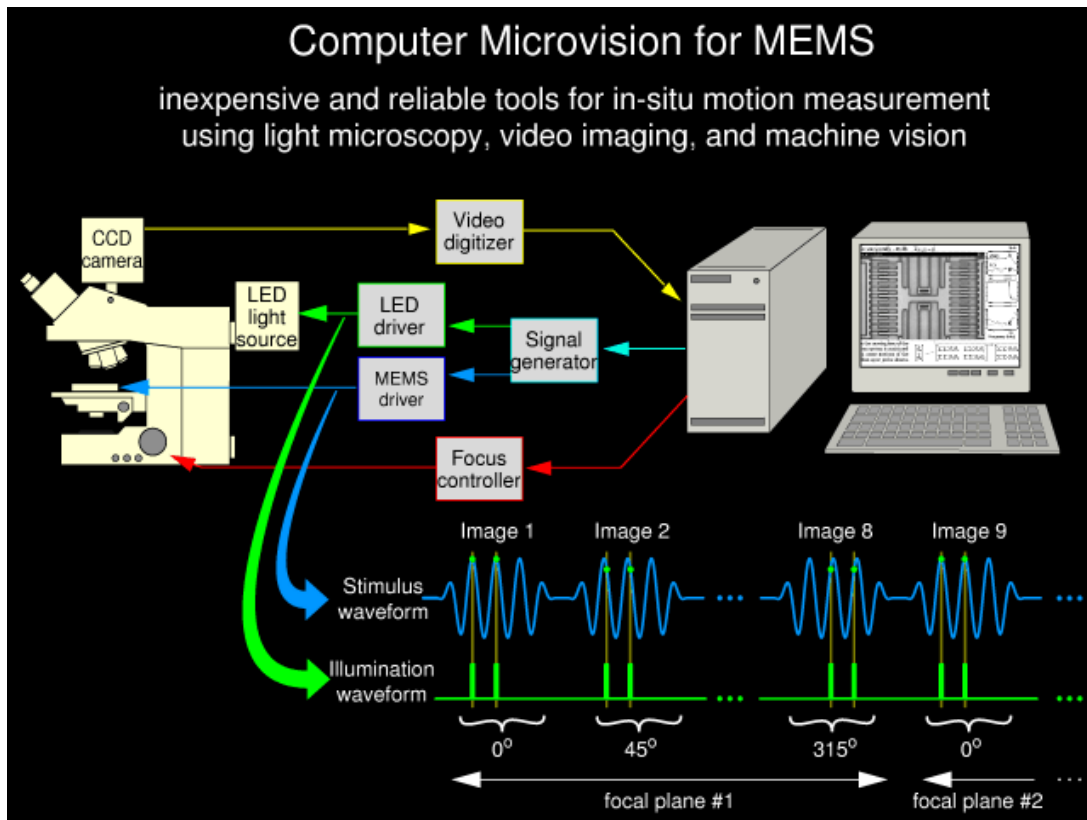 Computer Microvision for MEMS
inexpensive and reliable tools for in-situ motion measurement
using light microscopy, video imaging, and machine vision
CCD
camera
Video
digitizer
LED
light
source
LED
driver
Signal
generator
MEMS
driver
Focus
controller
Image 1
Image 2
Image 8
Image 9
Stimulus
waveform
Illumination
waveform
0°
45°
315°
0°
focal plane #1
focal plane #2